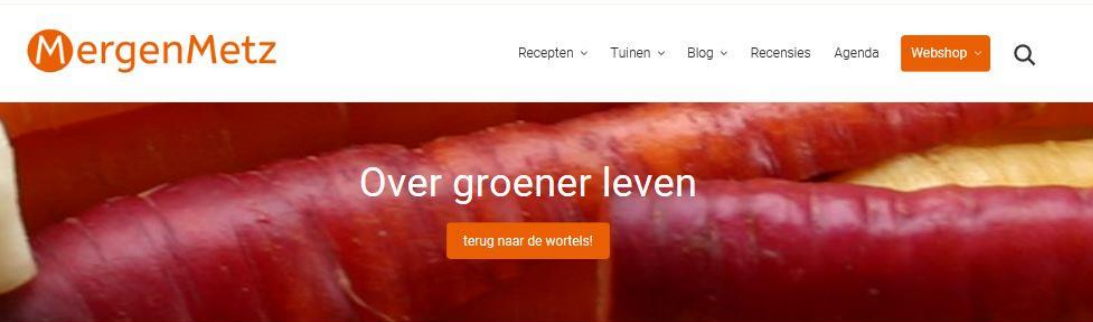 MergenMetz
Recepten Tuinen Blog Recensies Agenda Webshop
Over groener leven
terug naar de wortels!